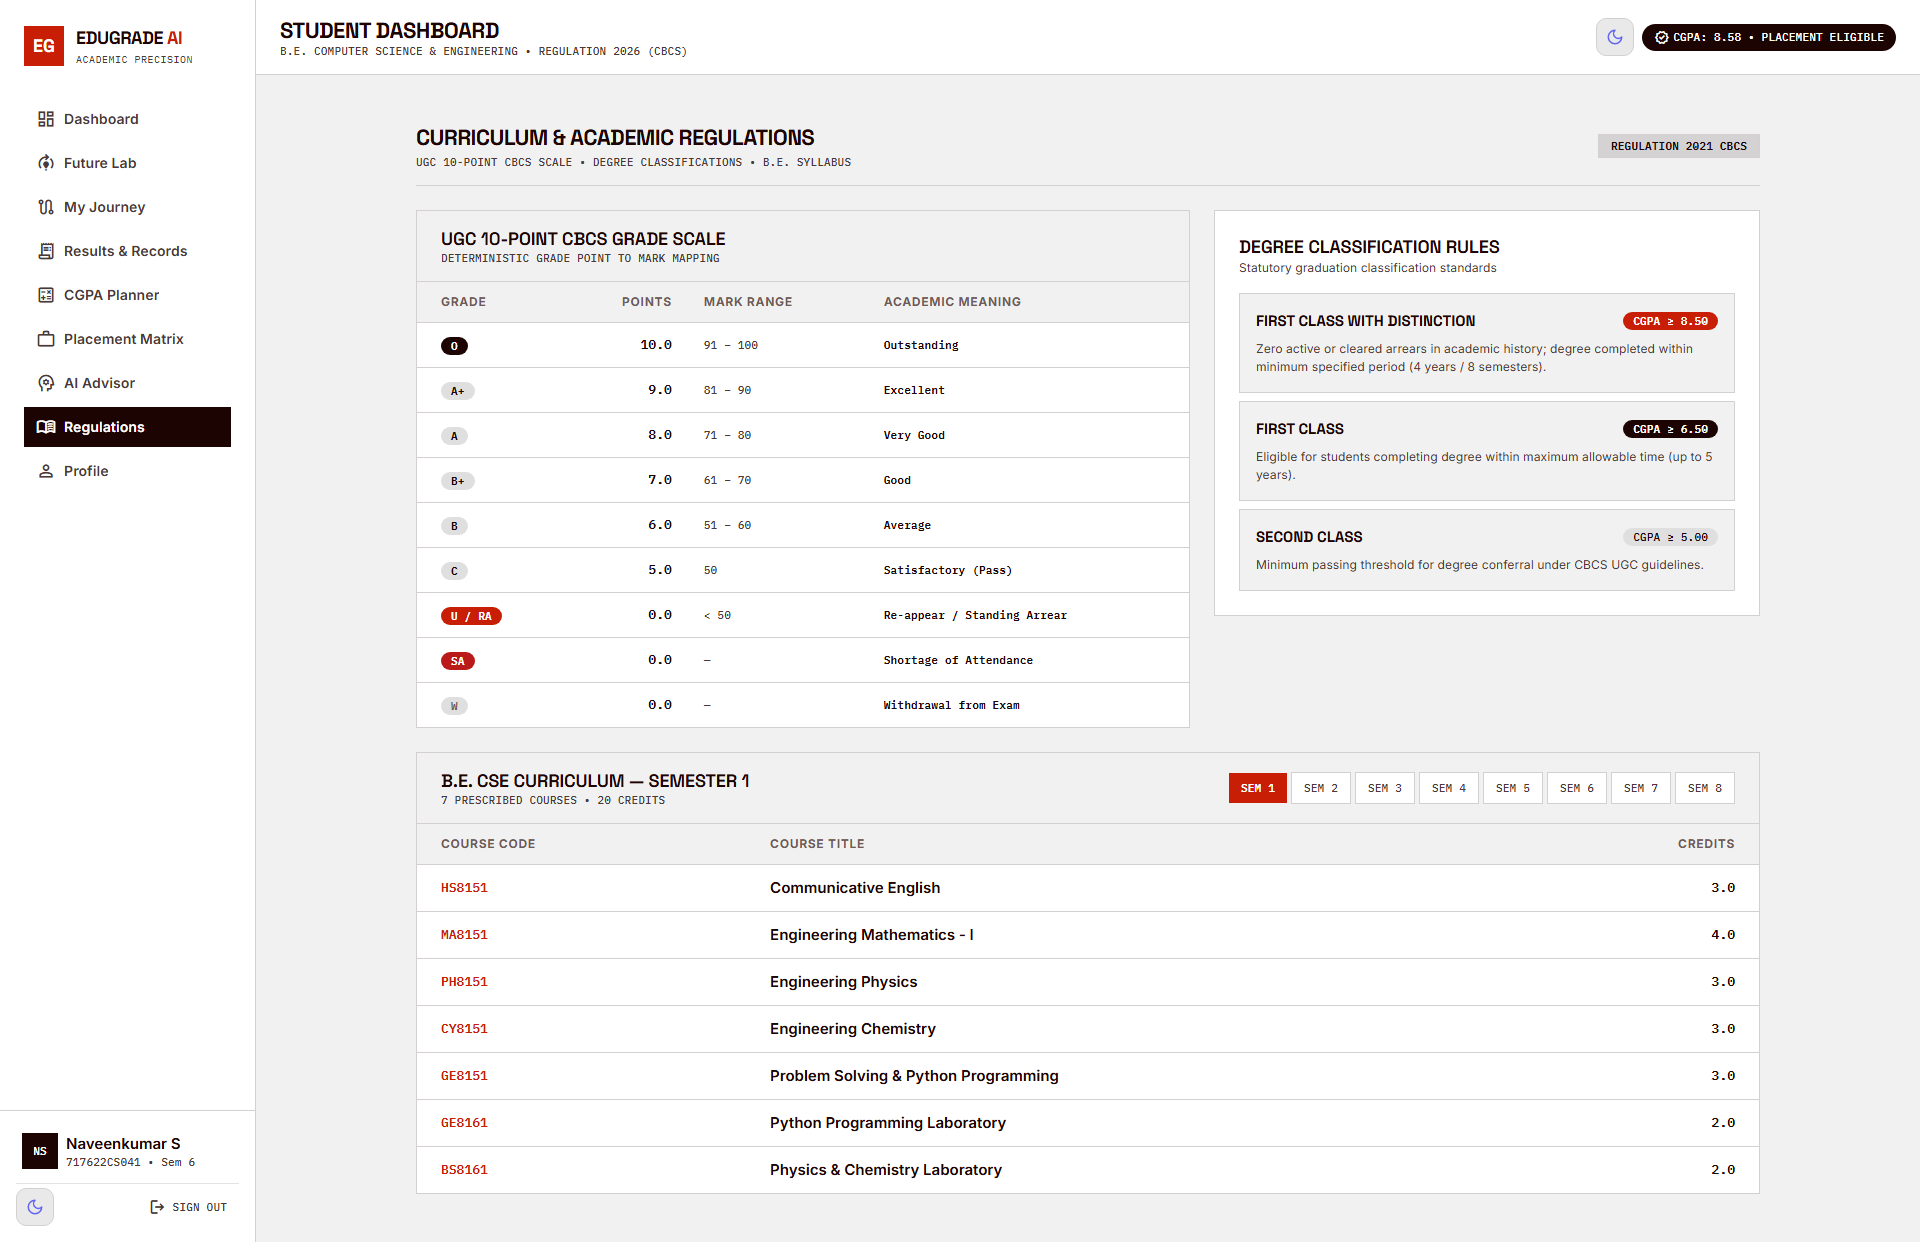 EG
EDUGRADE AI
ACADEMIC PRECISION
Dashboard
Future Lab
My Journey
Results & Records
CGPA Planner
Placement Matrix
AI Advisor
Regulations
Profile
NS
Naveenkumar S
717622CS041 • Sem 6
SIGN OUT
STUDENT DASHBOARD
B.E. COMPUTER SCIENCE & ENGINEERING • REGULATION 2026 (CBCS)
CGPA: 8.58 • PLACEMENT ELIGIBLE
CURRICULUM & ACADEMIC REGULATIONS
UGC 10-POINT CBCS SCALE • DEGREE CLASSIFICATIONS • B.E. SYLLABUS
REGULATION 2021 CBCS
UGC 10-POINT CBCS GRADE SCALE
DETERMINISTIC GRADE POINT TO MARK MAPPING
GRADE POINTS MARK RANGE ACADEMIC MEANING
O 10.0 91 – 100 Outstanding
A+ 9.0 81 – 90 Excellent
A 8.0 71 – 80 Very Good
B+ 7.0 61 – 70 Good
B 6.0 51 – 60 Average
C 5.0 50 Satisfactory (Pass)
U / RA 0.0 < 50 Re-appear / Standing Arrear
SA 0.0 – Shortage of Attendance
W 0.0 – Withdrawal from Exam
DEGREE CLASSIFICATION RULES
Statutory graduation classification standards
FIRST CLASS WITH DISTINCTION CGPA ≥ 8.50
Zero active or cleared arrears in academic history; degree completed within
minimum specified period (4 years / 8 semesters).
FIRST CLASS CGPA ≥ 6.50
Eligible for students completing degree within maximum allowable time (up to 5
years).
SECOND CLASS CGPA ≥ 5.00
Minimum passing threshold for degree conferral under CBCS UGC guidelines.
B.E. CSE CURRICULUM — SEMESTER 1
7 PRESCRIBED COURSES • 20 CREDITS
SEM 1 SEM 2 SEM 3 SEM 4 SEM 5 SEM 6 SEM 7 SEM 8
COURSE CODE COURSE TITLE CREDITS
HS8151 Communicative English 3.0
MA8151 Engineering Mathematics - I 4.0
PH8151 Engineering Physics 3.0
CY8151 Engineering Chemistry 3.0
GE8151 Problem Solving & Python Programming 3.0
GE8161 Python Programming Laboratory 2.0
BS8161 Physics & Chemistry Laboratory 2.0